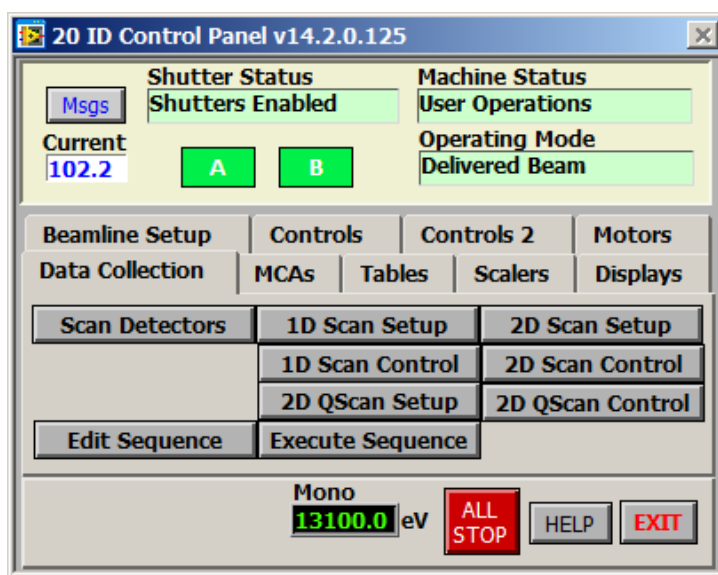 20 ID Control Panel v14.2.0.125
Shutter Status Machine Status
Msgs Shutters Enabled User Operations
Current Operating Mode
102.2 A B Delivered Beam
Beamline Setup Controls Controls 2 Motors
Data Collection MCAs Tables Scalers Displays
Scan Detectors 1D Scan Setup 2D Scan Setup
1D Scan Control 2D Scan Control
2D QScan Setup 2D QScan Control
Edit Sequence Execute Sequence
Mono
13100.0 eV ALL STOP HELP EXIT